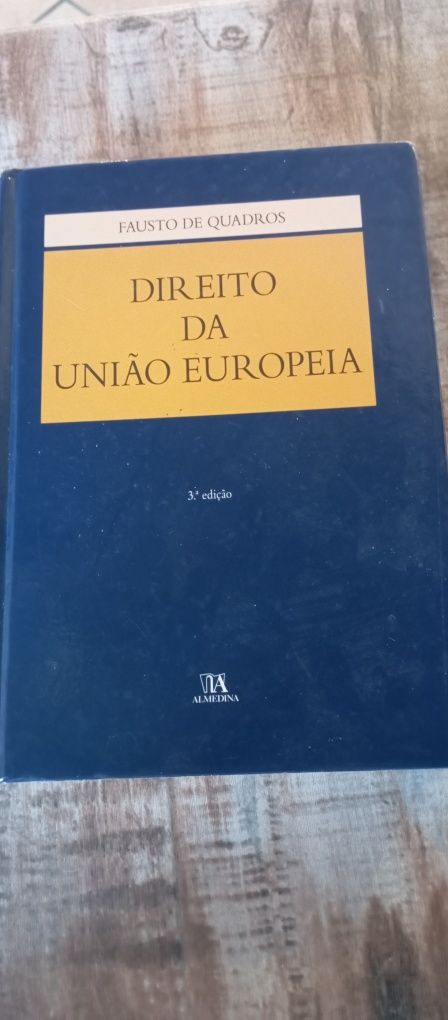 FAUSTO DE QUADROS
DIREITO
DA
UNIÃO EUROPEIA
3.ª edição
ALMEDINA